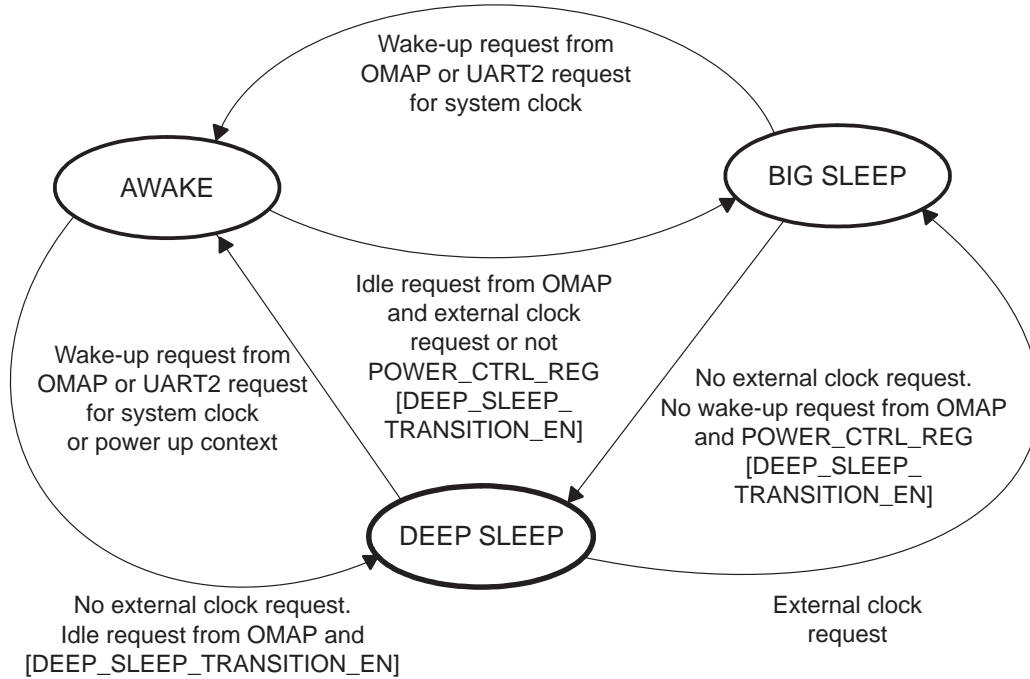 Wake-up request from
OMAP or UART2 request
for system clock
AWAKE
BIG SLEEP
Idle request from OMAP
and external clock
request or not
POWER_CTRL_REG
[DEEP_SLEEP_
TRANSITION_EN]
Wake-up request from
OMAP or UART2 request
for system clock
or power up context
No external clock request.
No wake-up request from OMAP
and POWER_CTRL_REG
[DEEP_SLEEP_
TRANSITION_EN]
DEEP SLEEP
No external clock request.
Idle request from OMAP and
[DEEP_SLEEP_TRANSITION_EN]
External clock
request